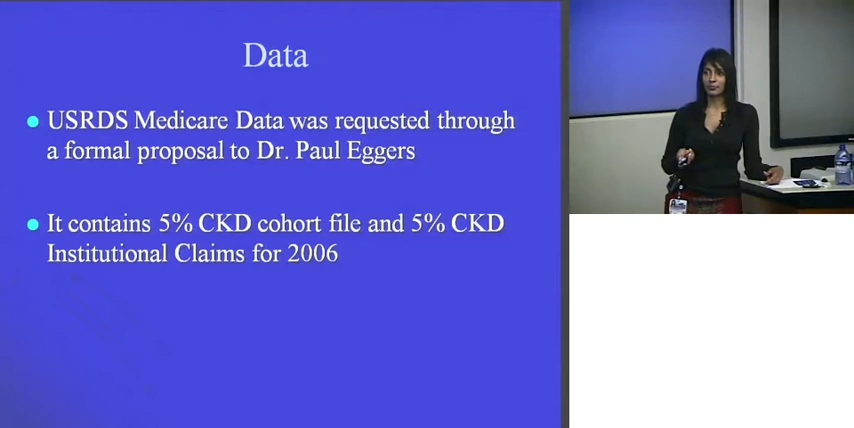 Data
USRDS Medicare Data was requested through
a formal proposal to Dr. Paul Eggers
It contains 5% CKD cohort file and 5% CKD
Institutional Claims for 2006